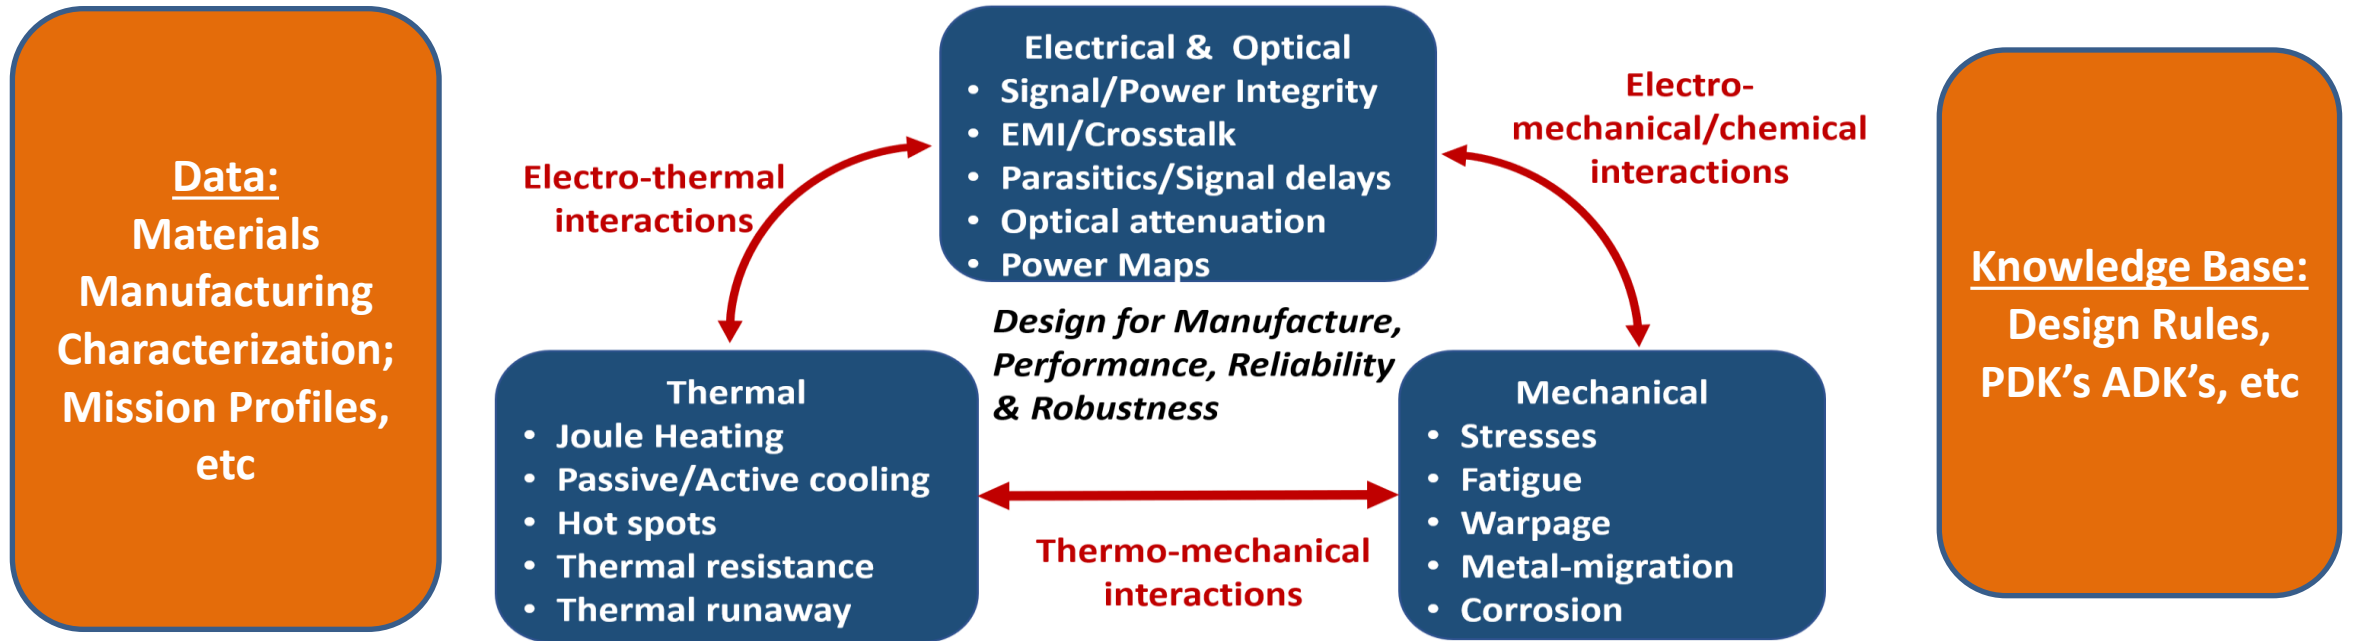 Data:
Materials
Manufacturing
Characterization;
Mission Profiles,
etc
Electro-thermal
interactions
Electrical &  Optical
• Signal/Power Integrity
• EMI/Crosstalk
• Parasitics/Signal delays
• Optical attenuation
• Power Maps
Electro-
mechanical/chemical
interactions
Design for Manufacture,
Performance, Reliability
& Robustness
Thermal
• Joule Heating
• Passive/Active cooling
• Hot spots
• Thermal resistance
• Thermal runaway
Thermo-mechanical
interactions
Mechanical
• Stresses
• Fatigue
• Warpage
• Metal-migration
• Corrosion
Knowledge Base:
Design Rules,
PDK’s ADK’s, etc